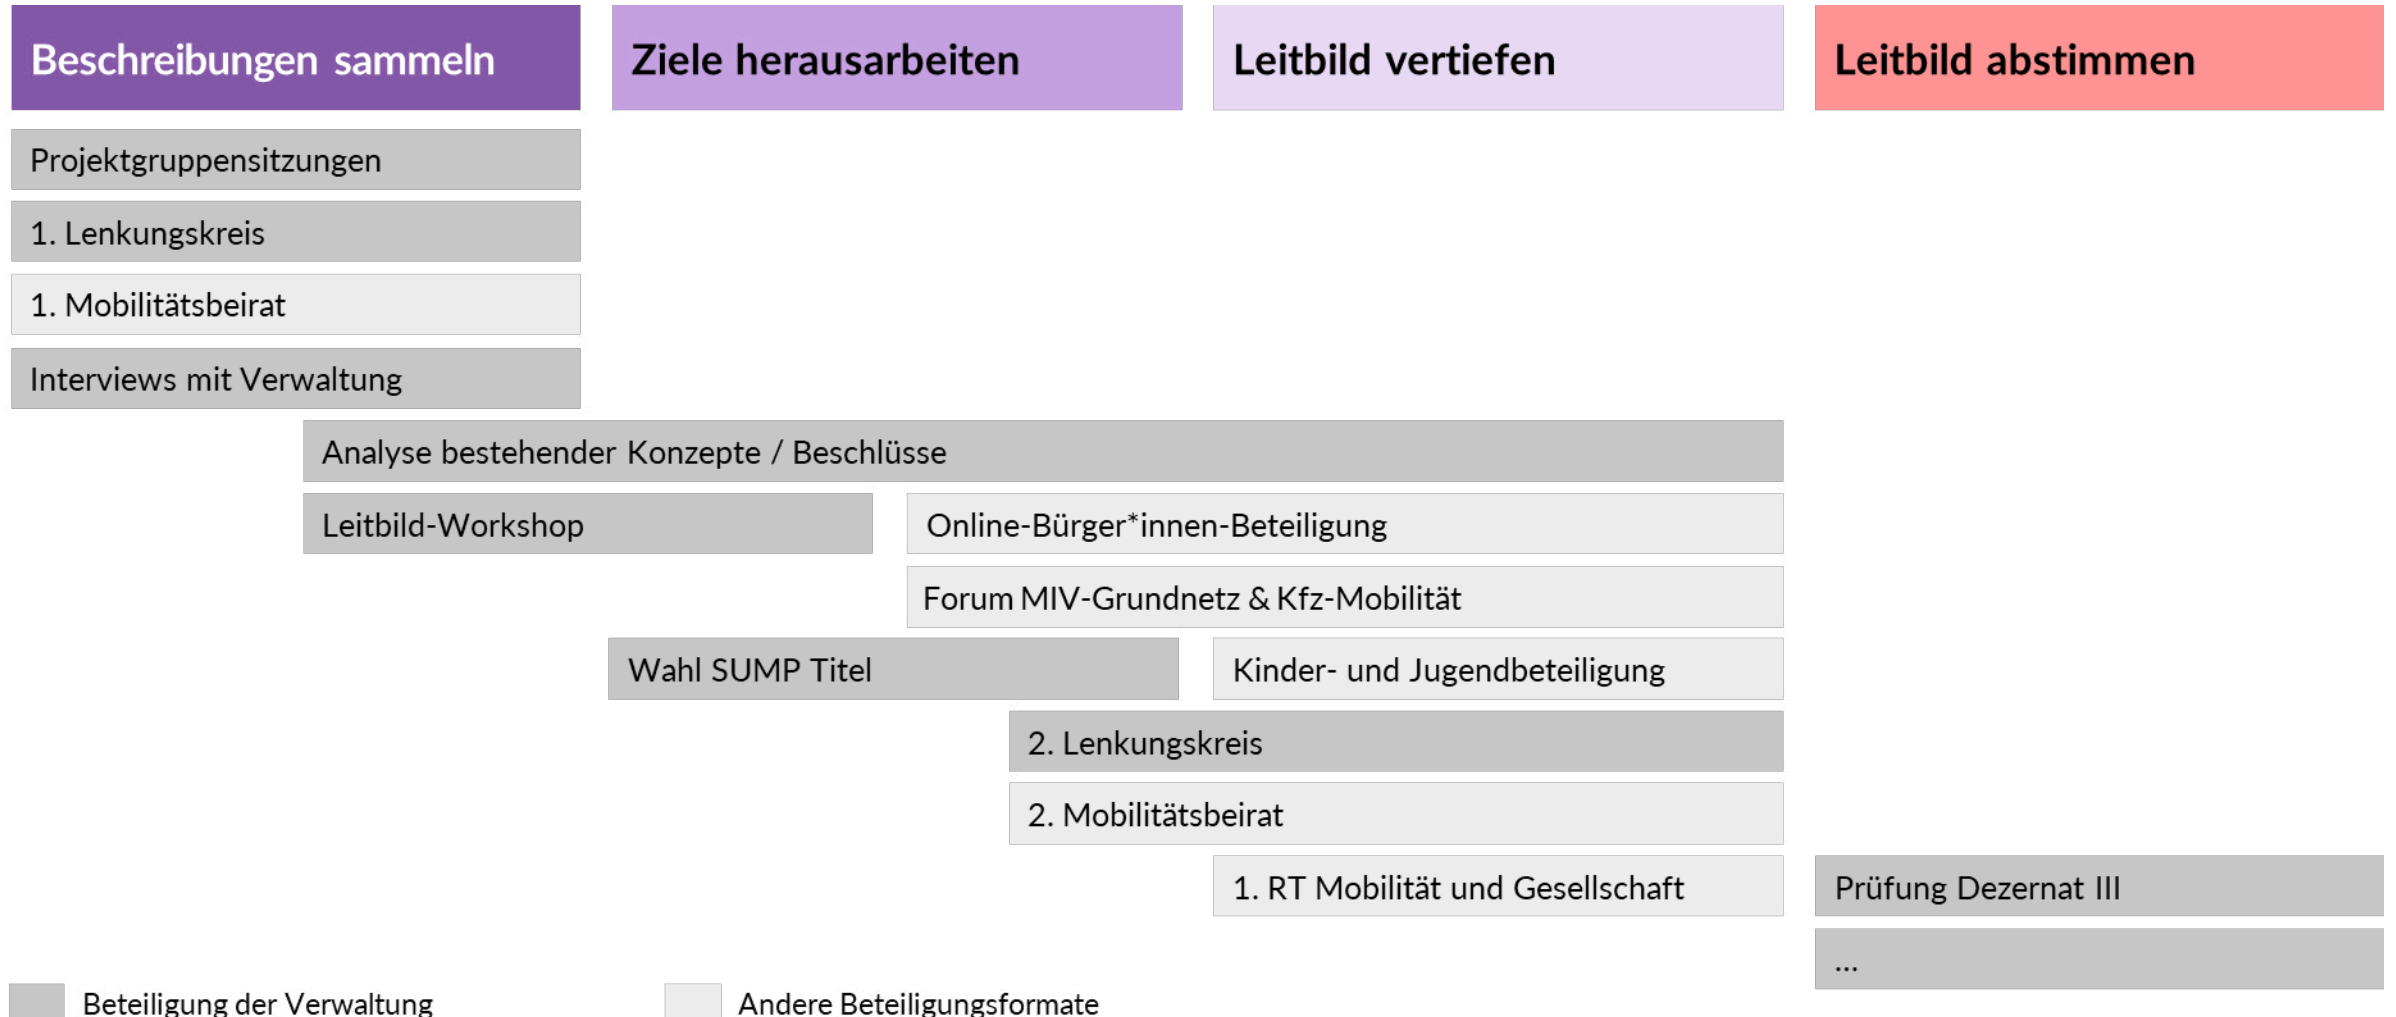 Beschreibungen sammeln
Ziele herausarbeiten
Leitbild vertiefen
Leitbild abstimmen
Projektgruppensitzungen
1. Lenkungskreis
1. Mobilitätsbeirat
Interviews mit Verwaltung
Analyse bestehender Konzepte / Beschlüsse
Leitbild-Workshop
Online-Bürger*innen-Beteiligung
Forum MIV-Grundnetz & Kfz-Mobilität
Wahl SUMP Titel
Kinder- und Jugendbeteiligung
2. Lenkungskreis
2. Mobilitätsbeirat
1. RT Mobilität und Gesellschaft
Prüfung Dezernat III
...
Beteiligung der Verwaltung
Andere Beteiligungsformate